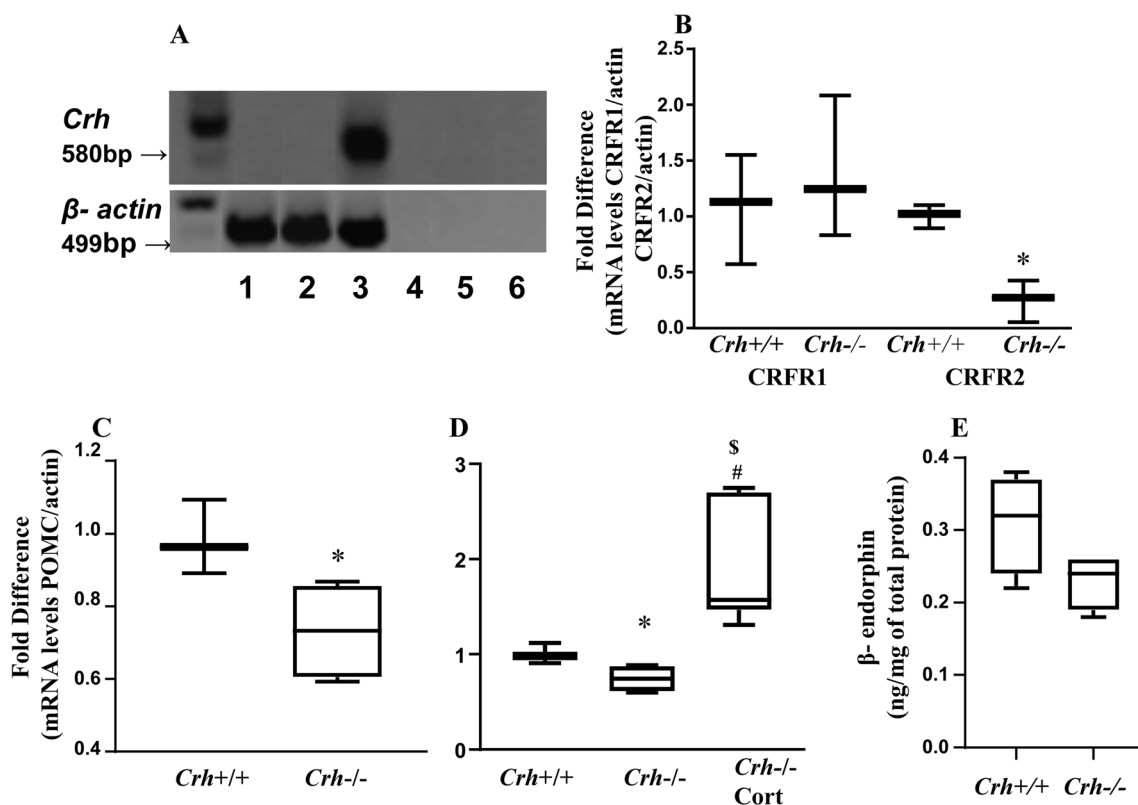 A
Crh
580bp →
β- actin
499bp →
1 2 3 4 5 6
B
Fold Difference
(mRNA levels CRFR1/actin
CRFR2/actin)
2.5
2.0
1.5
1.0
0.5
0.0
*
Crh+/+ Crh-/- Crh+/+ Crh-/-
CRFR1 CRFR2
C
Fold Difference
(mRNA levels POMC/actin)
1.2
1.0
0.8
0.6
0.4
*
Crh+/+ Crh-/-
D
3
2
1
0
*
$
#
Crh+/+ Crh-/- Crh-/-
Cort
E
β- endorphin
(ng/mg of total protein)
0.4
0.3
0.2
0.1
0.0
Crh+/+ Crh-/-